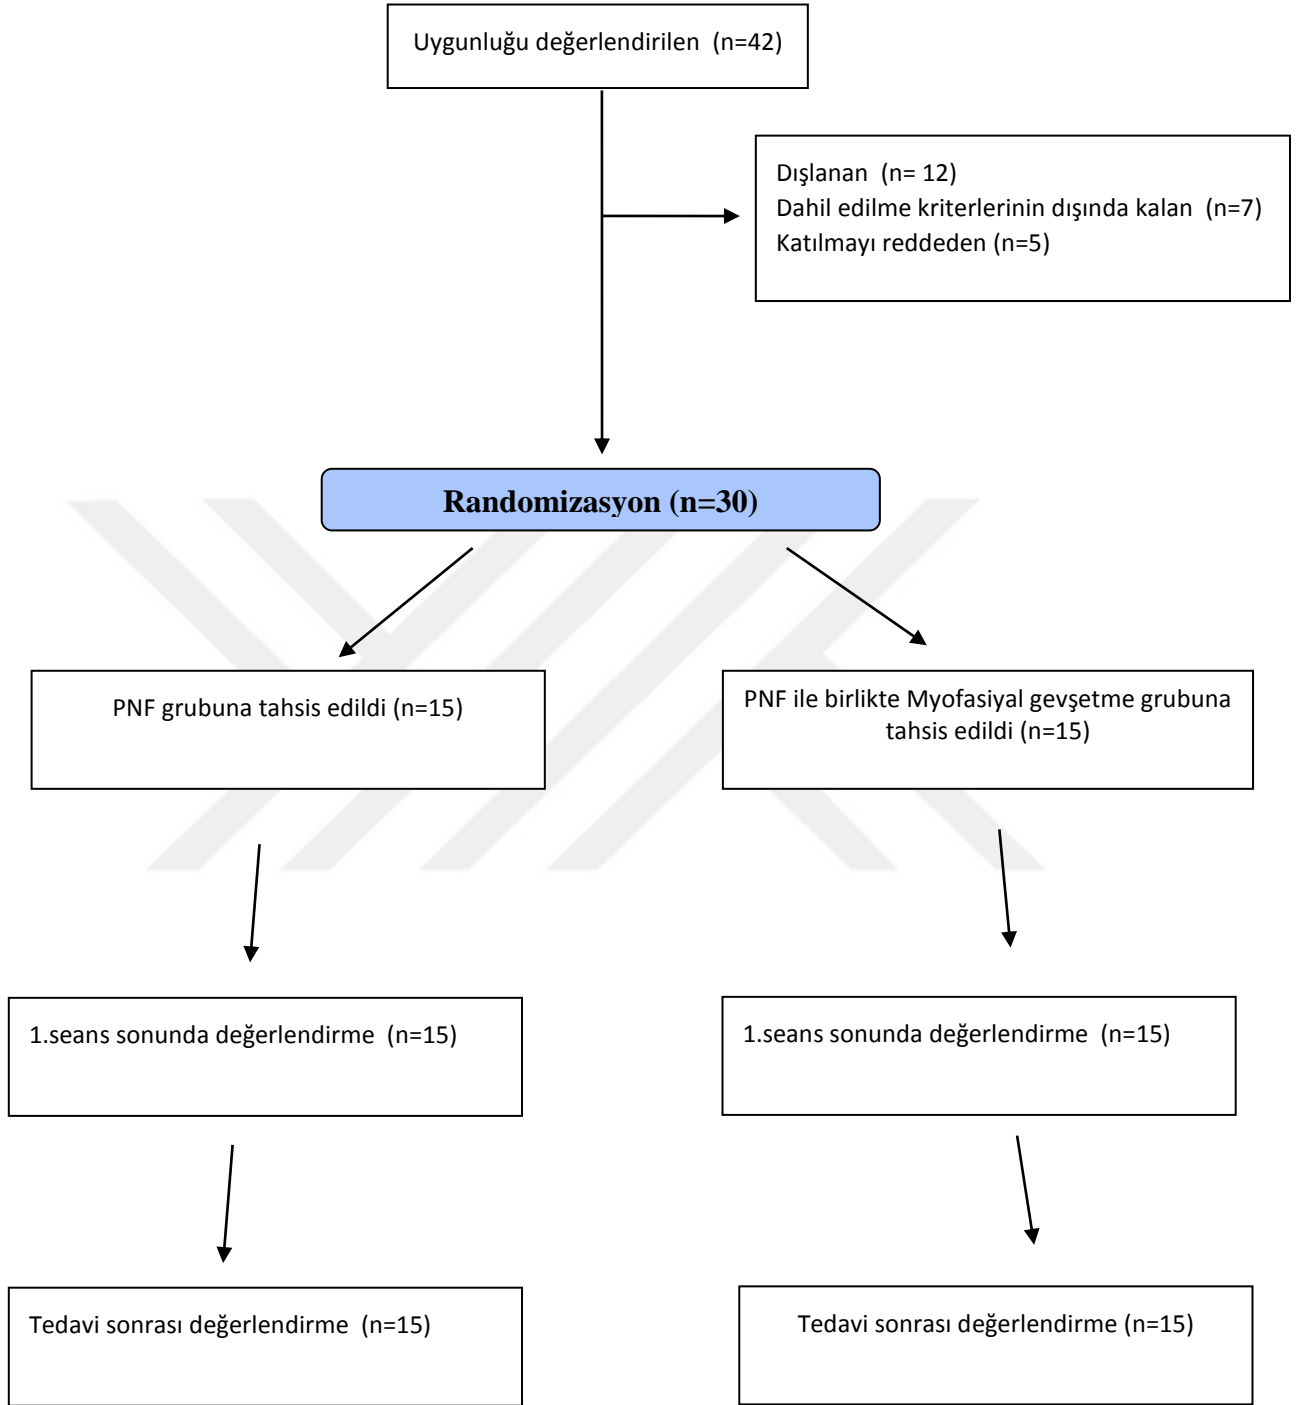 Uygunluğu değerlendirilen (n=42)
Dışlanan (n= 12)
Dahil edilme kriterlerinin dışında kalan (n=7)
Katılmayı reddeden (n=5)
Randomizasyon (n=30)
PNF grubuna tahsis edildi (n=15)
PNF ile birlikte Myofasiyal gevşetme grubuna
tahsis edildi (n=15)
1.seans sonunda değerlendirme (n=15)
1.seans sonunda değerlendirme (n=15)
Tedavi sonrası değerlendirme (n=15)
Tedavi sonrası değerlendirme (n=15)